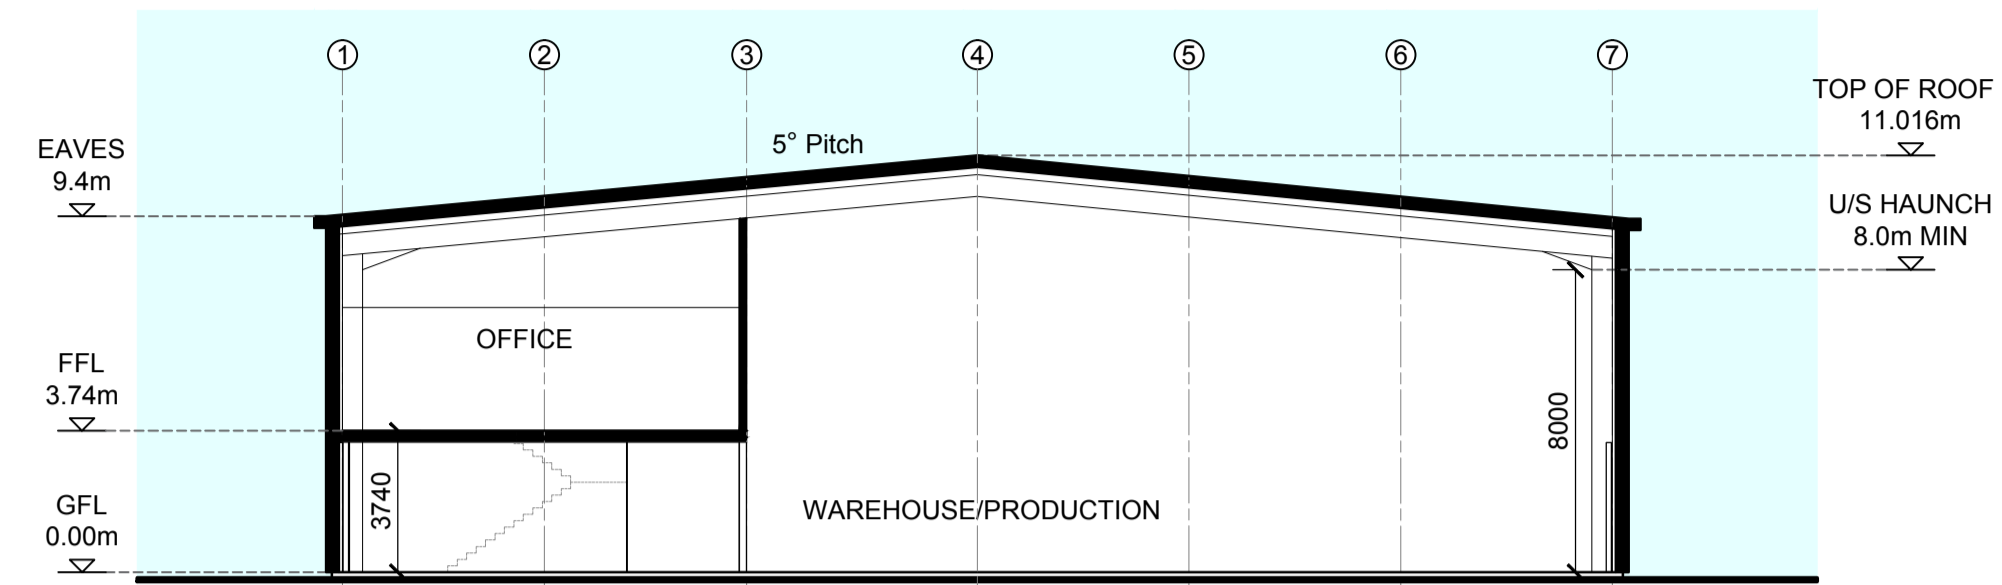 1 2 3 4 5 6 7
TOP OF ROOF
11.016m
5° Pitch
EAVES
9.4m
U/S HAUNCH
8.0m MIN
OFFICE
FFL
3.74m
8000
3740
WAREHOUSE/PRODUCTION
GFL
0.00m